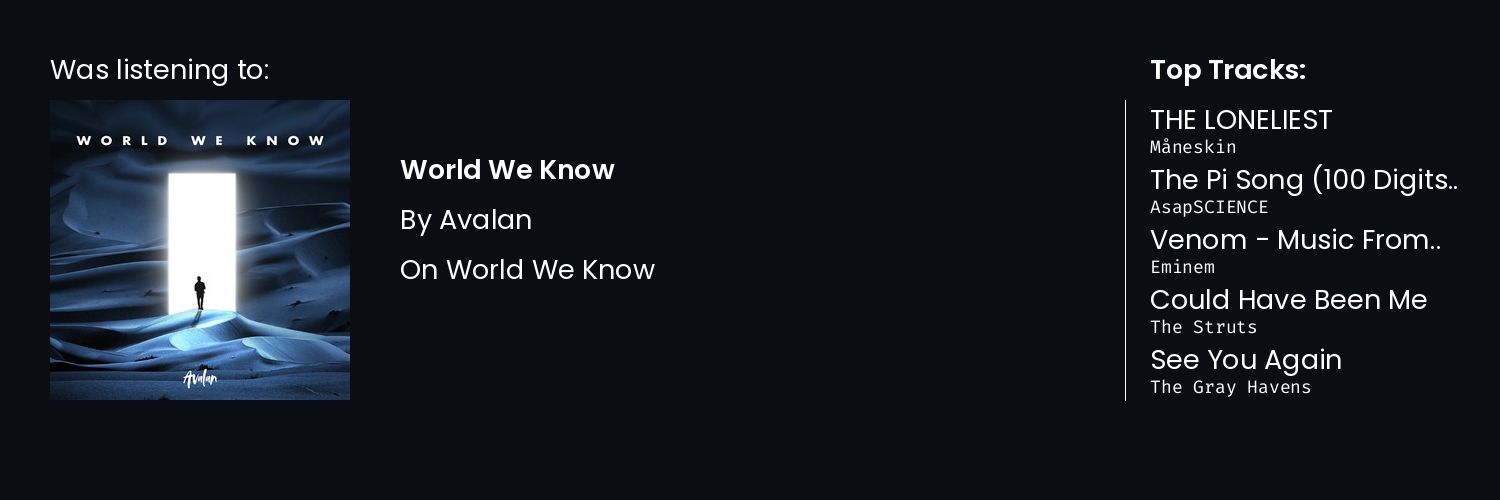 Was listening to:
WORLD WE KNOW
Avalan
World We Know
By Avalan
On World We Know
Top Tracks:
THE LONELIEST
Måneskin
The Pi Song (100 Digits..
AsapSCIENCE
Venom - Music From..
Eminem
Could Have Been Me
The Struts
See You Again
The Gray Havens